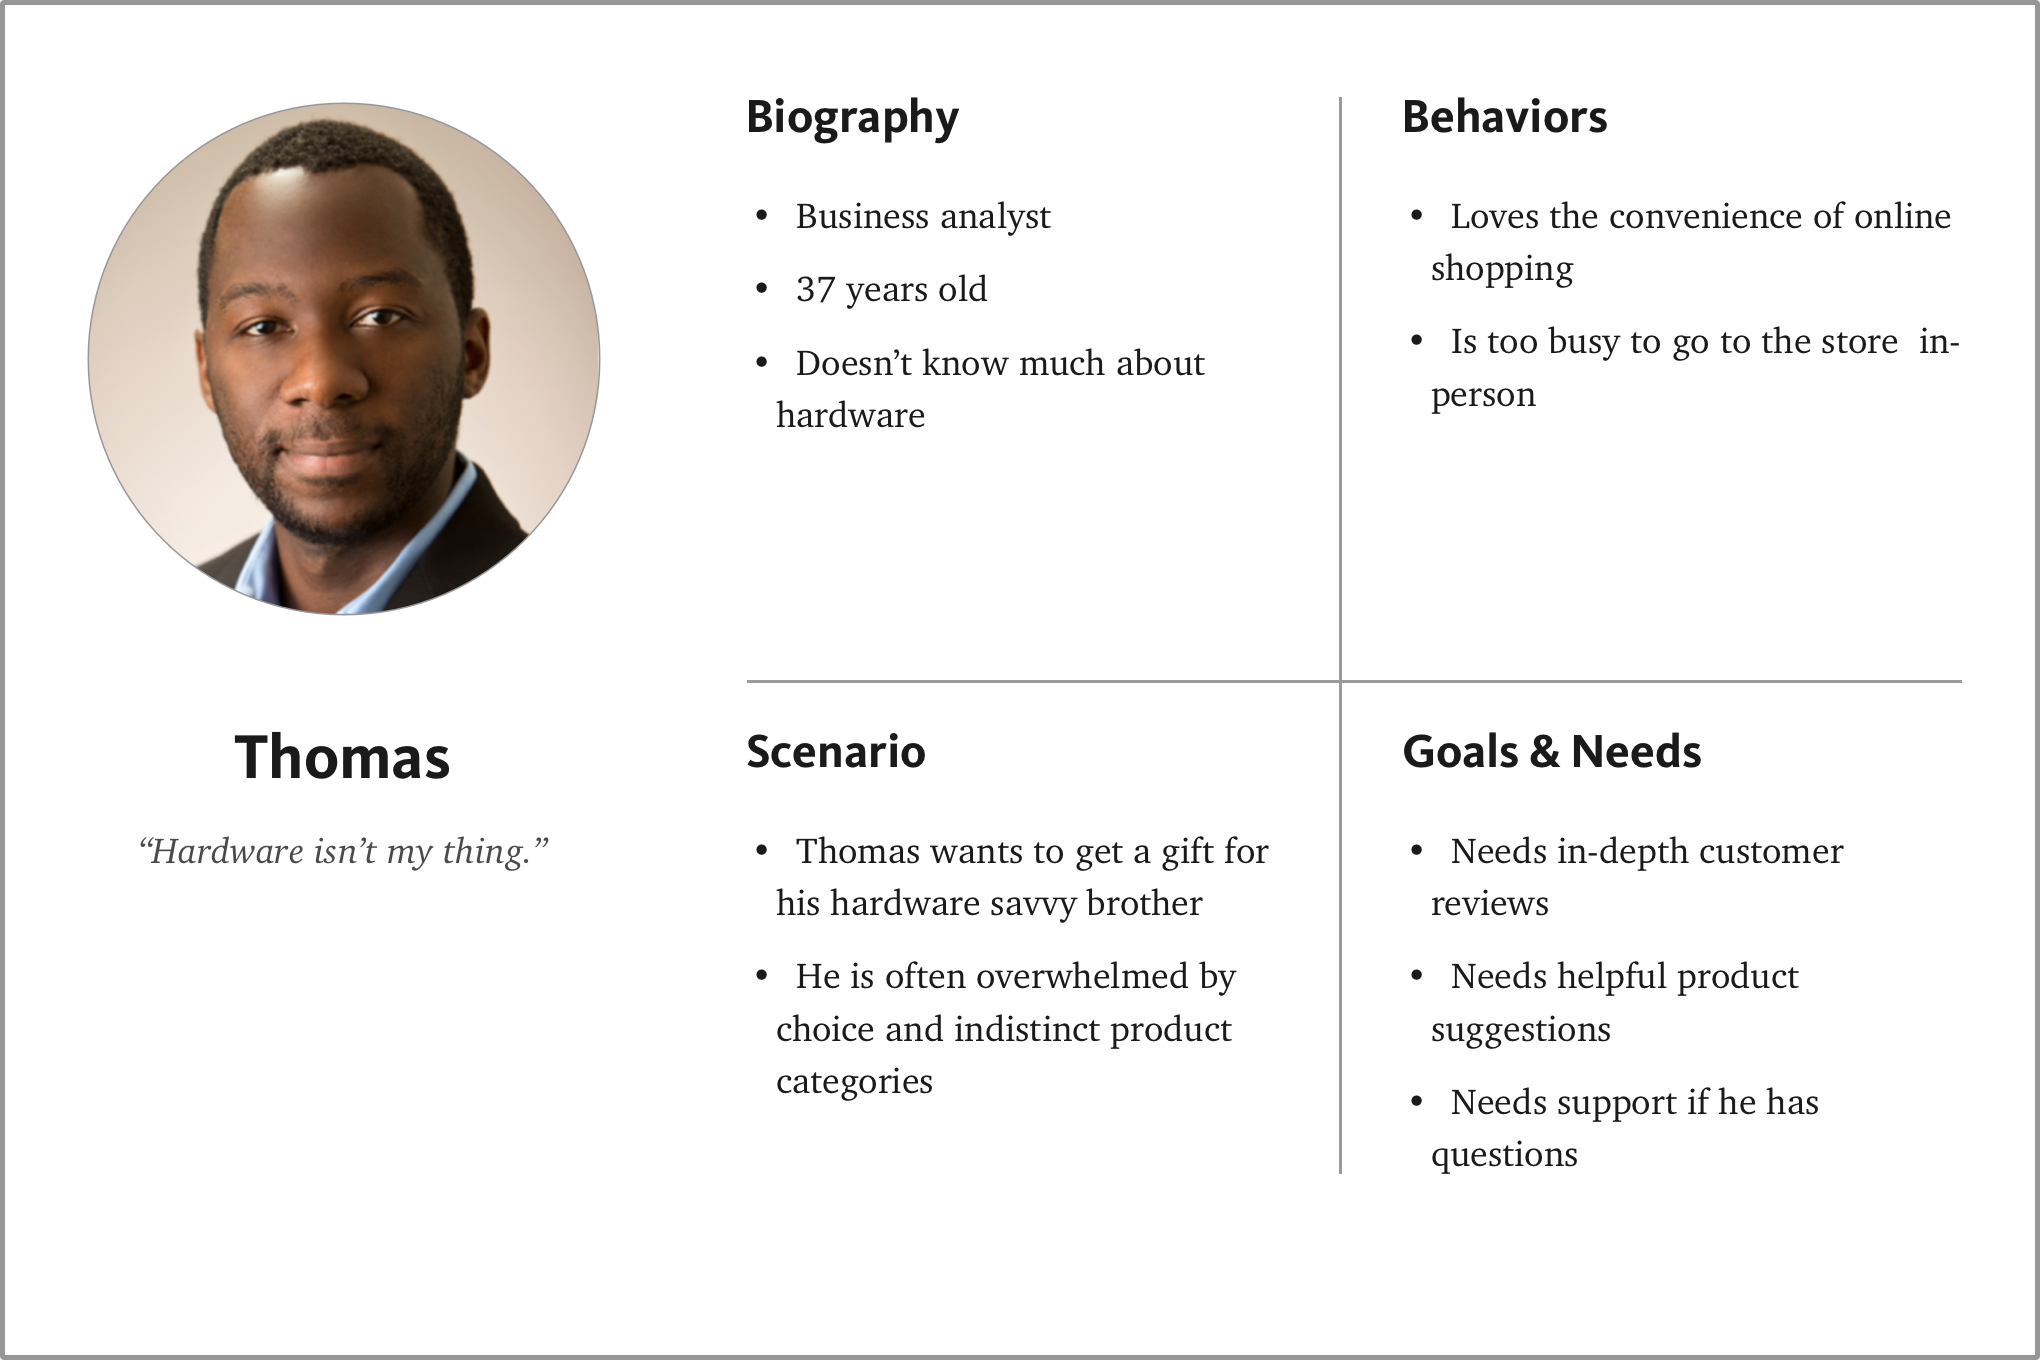 Thomas
“Hardware isn’t my thing.”
Biography
• Business analyst
• 37 years old
• Doesn’t know much about
hardware
Behaviors
• Loves the convenience of online
shopping
• Is too busy to go to the store in-
person
Scenario
• Thomas wants to get a gift for
his hardware savvy brother
• He is often overwhelmed by
choice and indistinct product
categories
Goals & Needs
• Needs in-depth customer
reviews
• Needs helpful product
suggestions
• Needs support if he has
questions